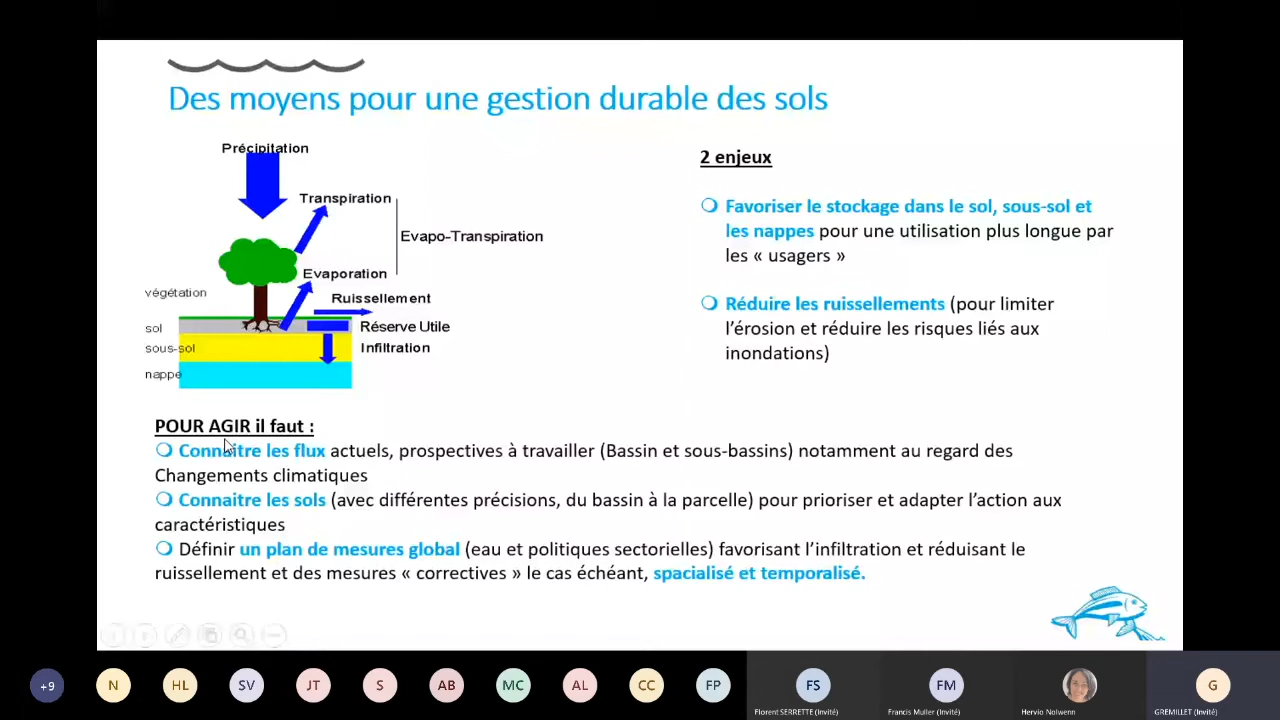 Des moyens pour une gestion durable des sols
Précipitation
Transpiration
Evapo-Transpiration
Evaporation
végétation
Ruissellement
sol
Réserve Utile
sous-sol
Infiltration
nappe
2 enjeux
Favoriser le stockage dans le sol, sous-sol et
les nappes pour une utilisation plus longue par
les « usagers »
Réduire les ruissellements (pour limiter
l’érosion et réduire les risques liés aux
inondations)
POUR AGIR il faut :
Connaitre les flux actuels, prospectives à travailler (Bassin et sous-bassins) notamment au regard des
Changements climatiques
Connaitre les sols (avec différentes précisions, du bassin à la parcelle) pour prioriser et adapter l’action aux
caractéristiques
Définir un plan de mesures global (eau et politiques sectorielles) favorisant l’infiltration et réduisant le
ruissellement et des mesures « correctives » le cas échéant, spacialisé et temporalisé.
+9
N
HL
SV
JT
S
AB
MC
AL
CC
FP
FS
FM
G
Florent SERRETTE (Invité)
Francis Muller (Invité)
Hervio Nolwenn
GREMILLET (Invité)